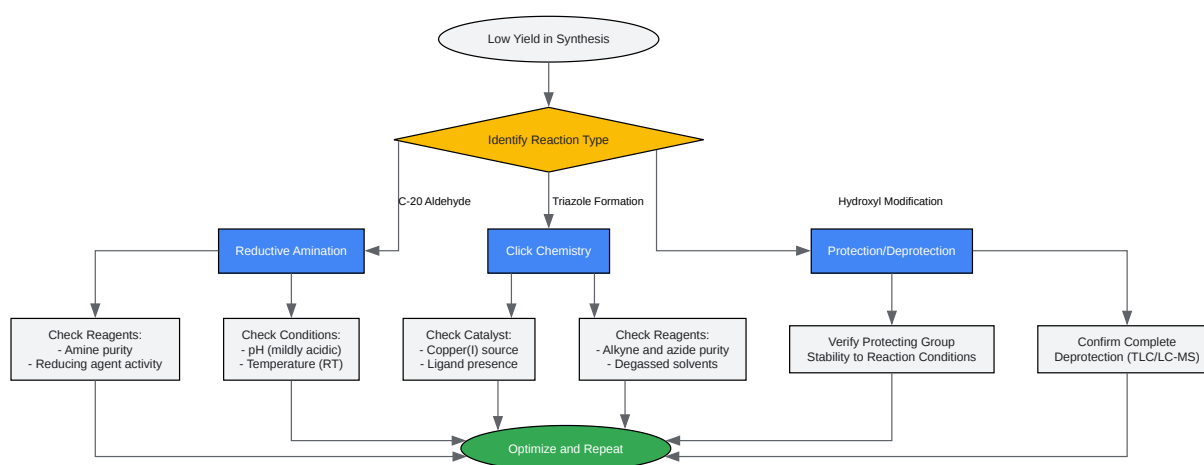 Low Yield in Synthesis
Identify Reaction Type
C-20 Aldehyde
Triazole Formation
Hydroxyl Modification
Reductive Amination
Click Chemistry
Protection/Deprotection
Check Reagents:
- Amine purity
- Reducing agent activity
Check Conditions:
- pH (mildly acidic)
- Temperature (RT)
Check Catalyst:
- Copper(I) source
- Ligand presence
Check Reagents:
- Alkyne and azide purity
- Degassed solvents
Verify Protecting Group
Stability to Reaction Conditions
Confirm Complete
Deprotection (TLC/LC-MS)
Optimize and Repeat